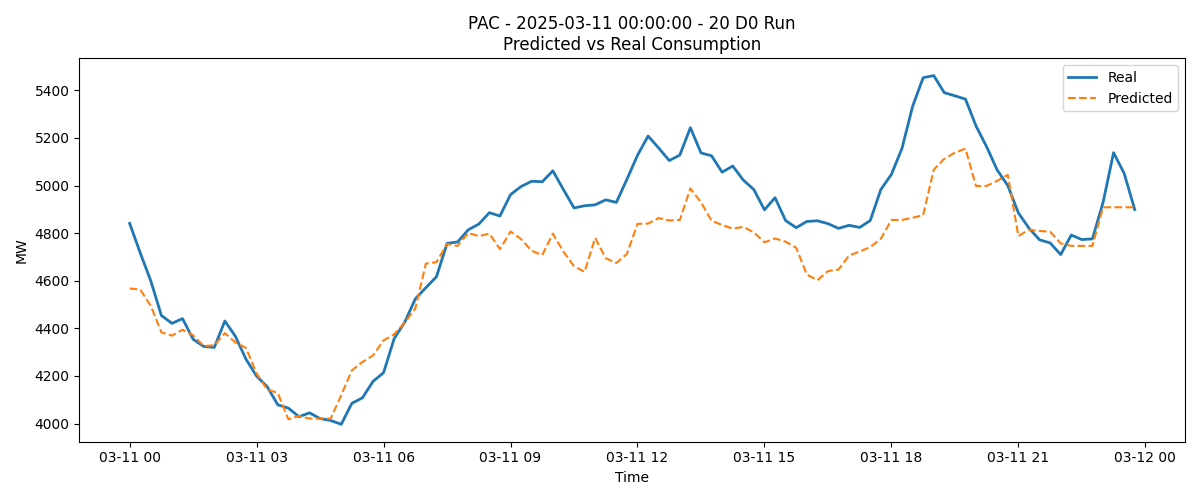 PAC - 2025-03-11 00:00:00 - 20 D0 Run
Predicted vs Real Consumption
Real
Predicted
MW
5400
5200
5000
4800
4600
4400
4200
4000
03-11 00
03-11 03
03-11 06
03-11 09
03-11 12
03-11 15
03-11 18
03-11 21
03-12 00
Time